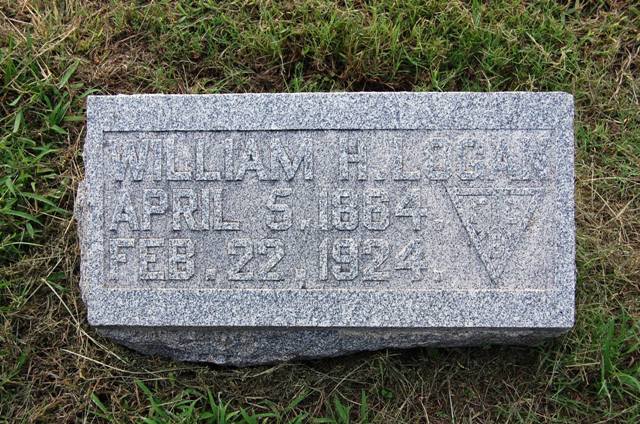 WILLIAM H. LOGAN
APRIL 5, 1864.
FEB. 22, 1924.